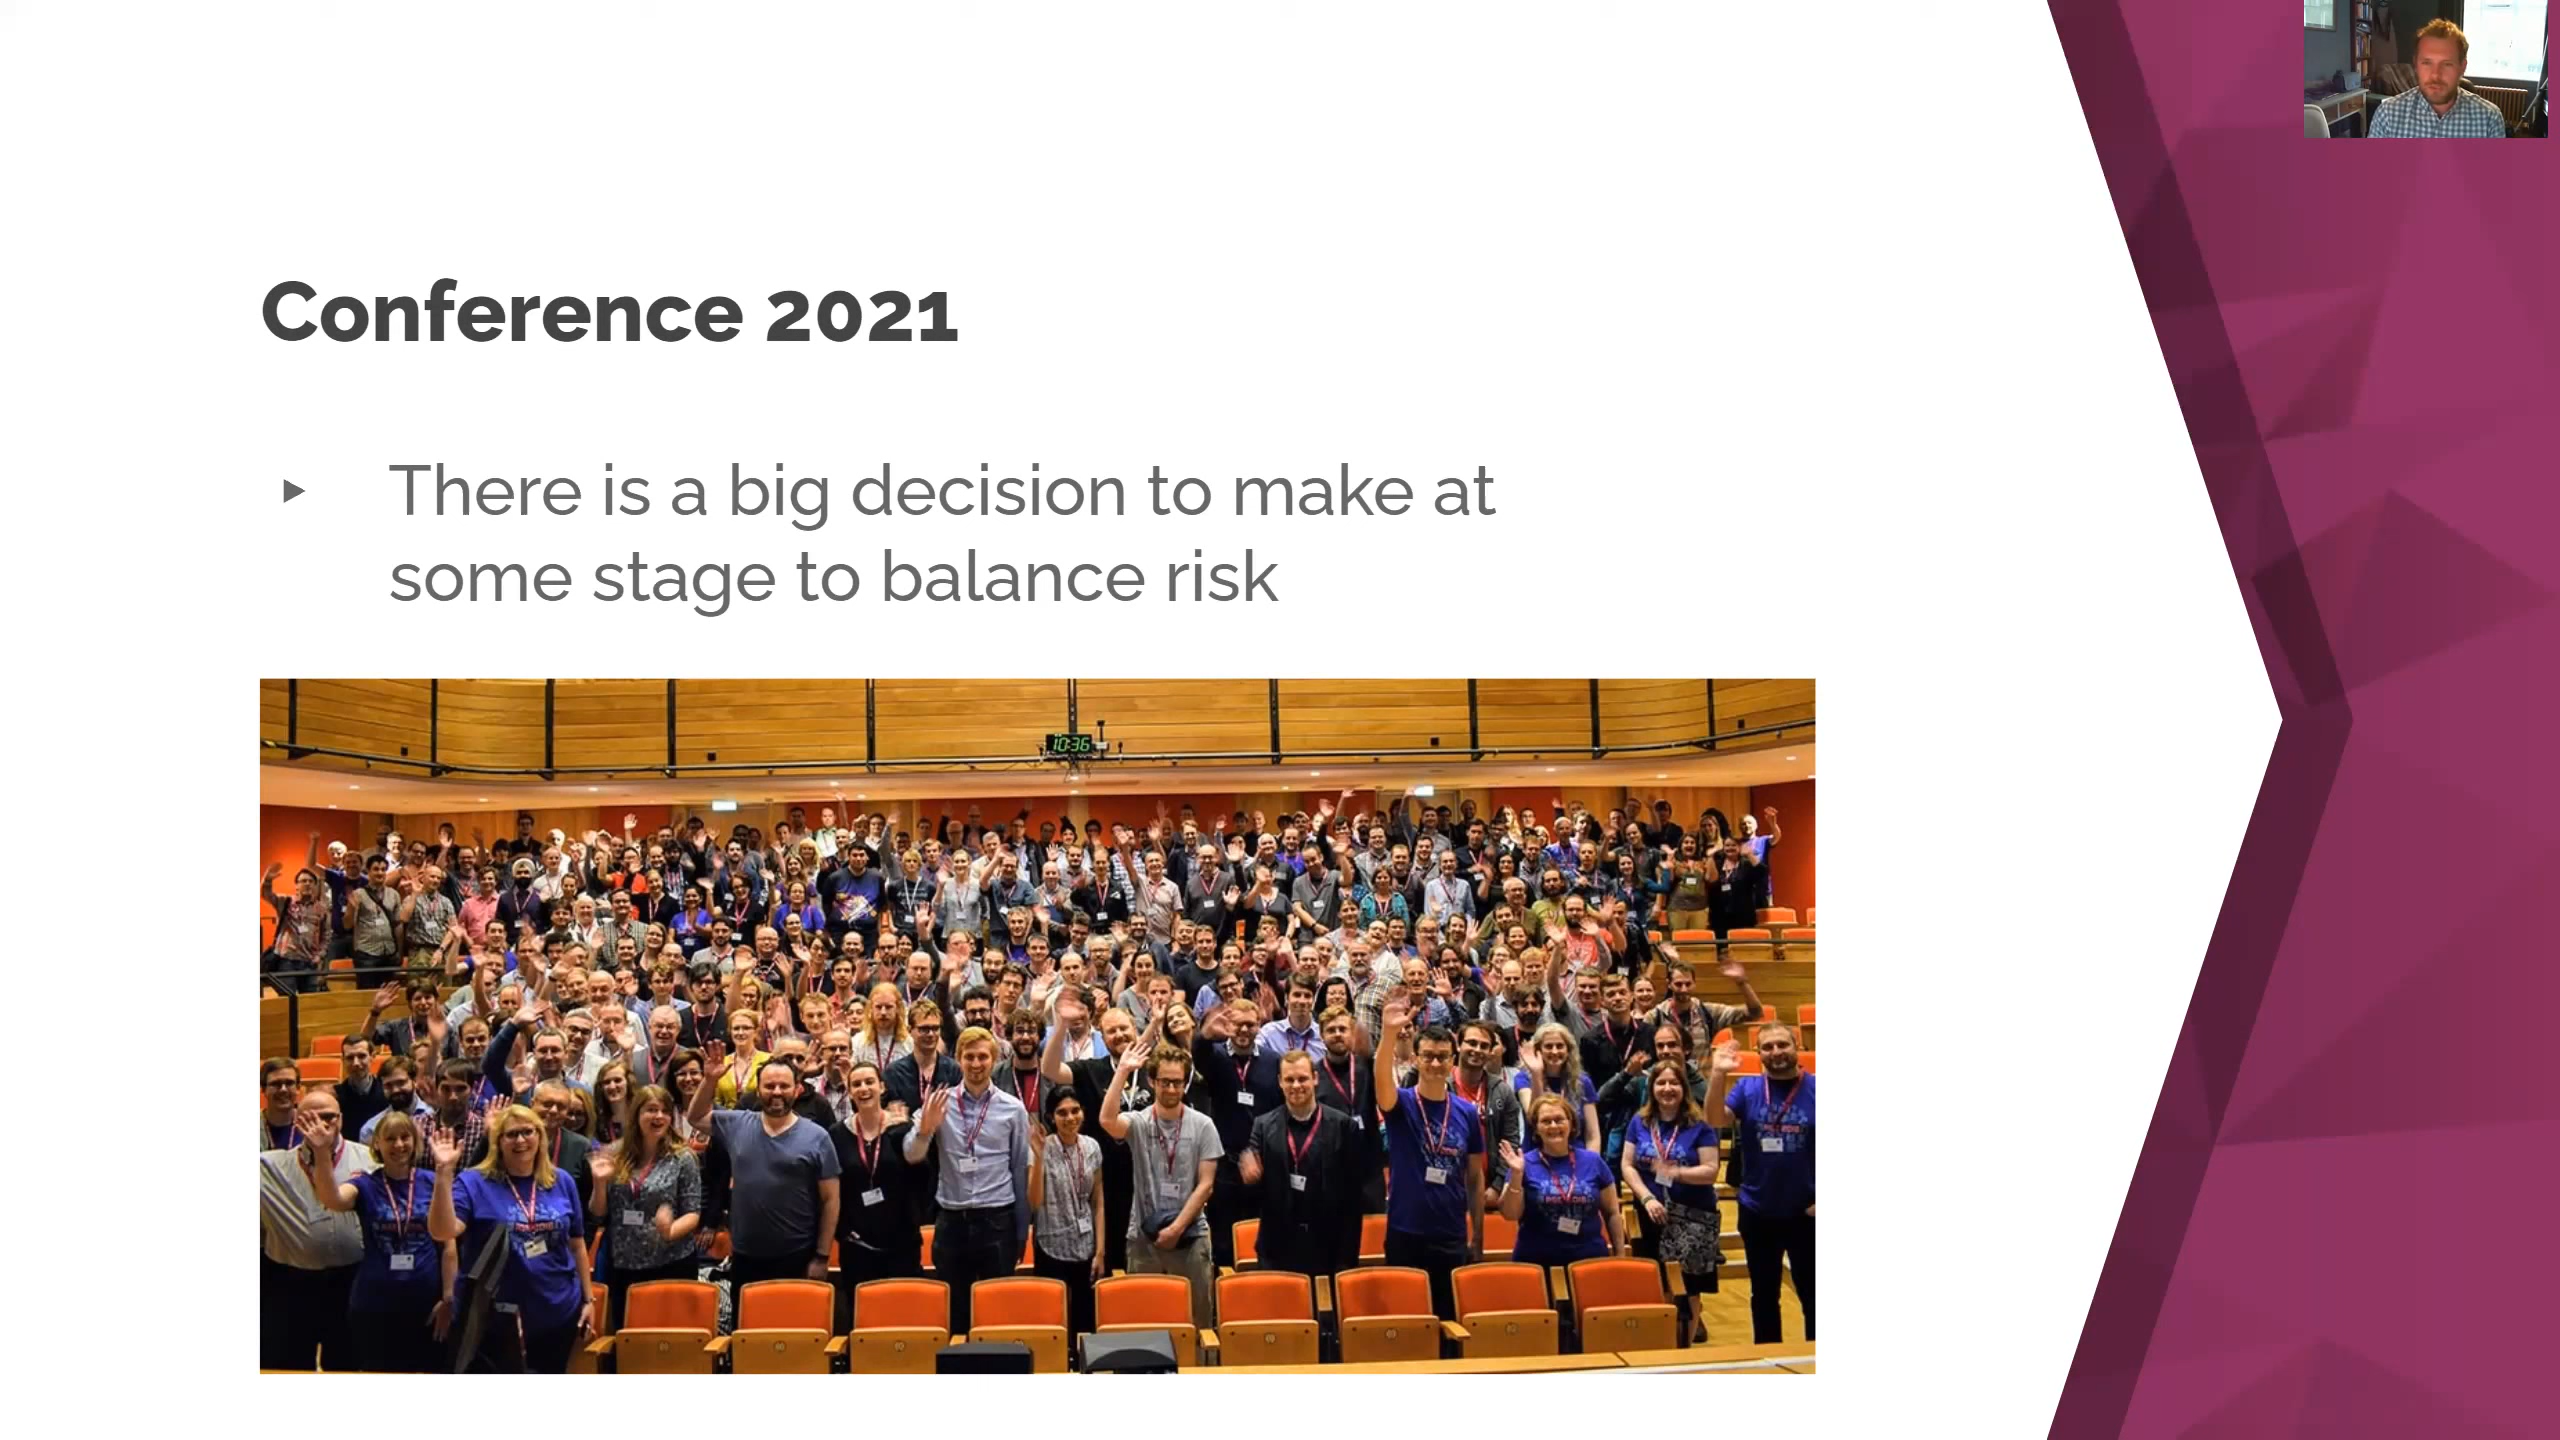 Conference 2021
There is a big decision to make at
some stage to balance risk
10:36